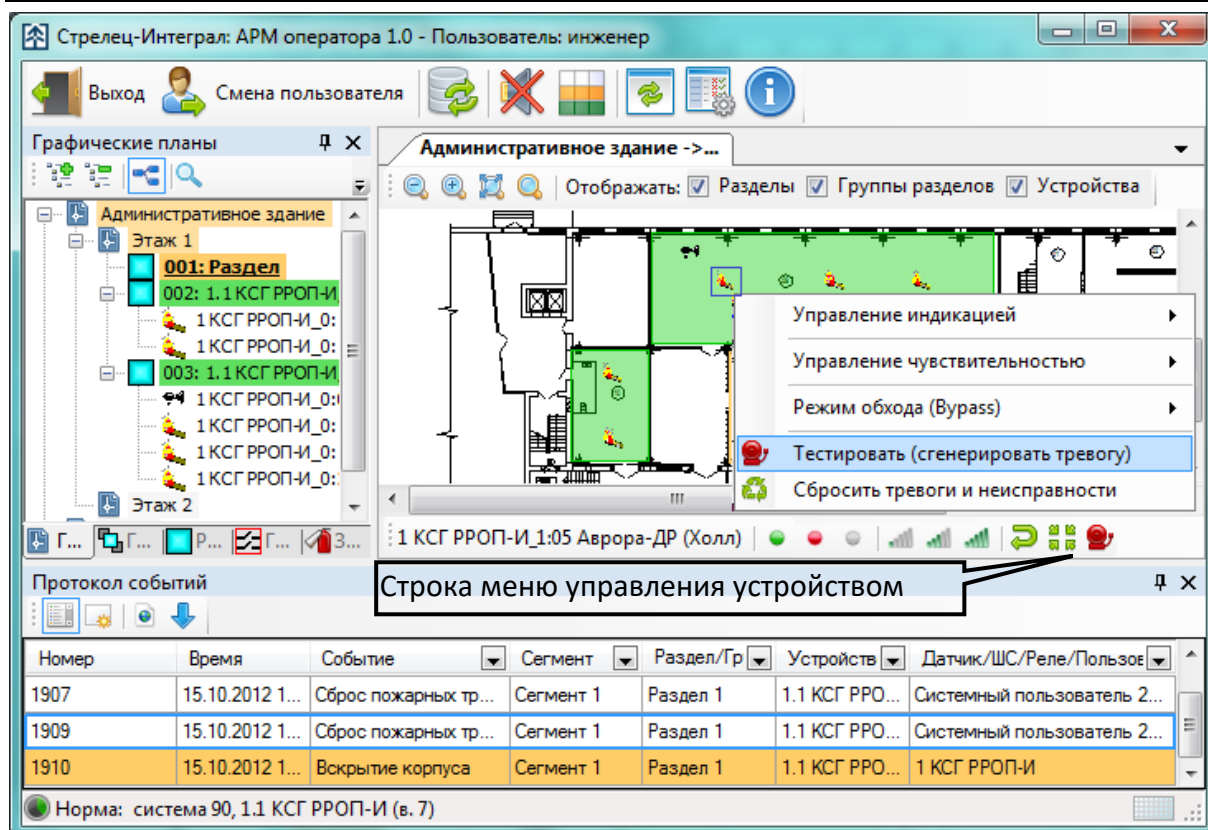 Стрелец-Интеграл: АРМ оператора 1.0 - Пользователь: инженер
Выход Смена пользователя
Графические планы
Административное здание ->...
Отображать: Разделы Группы разделов Устройства
Административное здание
Этаж 1
001: Раздел
002: 1.1 КСГ РРОП-И
1 КСГ РРОП-И_0:
1 КСГ РРОП-И_0:
003: 1.1 КСГ РРОП-И
1 КСГ РРОП-И_0:
1 КСГ РРОП-И_0:
1 КСГ РРОП-И_0:
1 КСГ РРОП-И_0:
Этаж 2
Управление индикацией
Управление чувствительностью
Режим обхода (Bypass)
Тестировать (сгенерировать тревогу)
Сбросить тревоги и неисправности
Г... Г... Р... Г... З...
1 КСГ РРОП-И_1:05 Аврора-ДР (Холл)
Строка меню управления устройством
Протокол событий
Номер Время Событие Сегмент Раздел/Гр Устройств Датчик/ШС/Реле/Пользов
1907 15.10.2012 1... Сброс пожарных тр... Сегмент 1 Раздел 1 1.1 КСГ РРО... Системный пользователь 2...
1909 15.10.2012 1... Сброс пожарных тр... Сегмент 1 Раздел 1 1.1 КСГ РРО... Системный пользователь 2...
1910 15.10.2012 1... Вскрытие корпуса Сегмент 1 Раздел 1 1.1 КСГ РРО... 1 КСГ РРОП-И
Норма: система 90, 1.1 КСГ РРОП-И (в. 7)